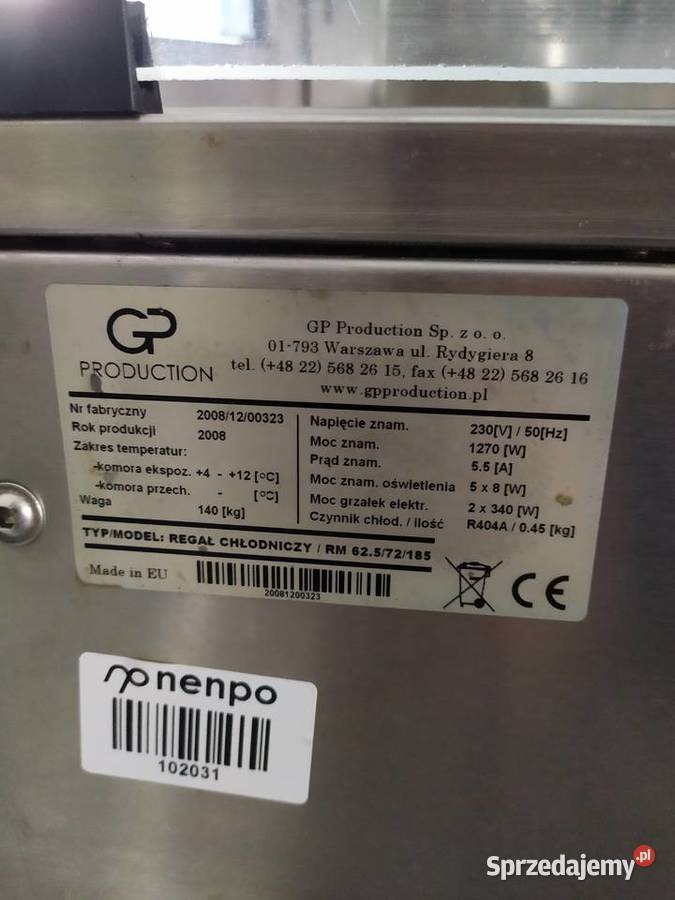 GP
PRODUCTION
GP Production Sp. z o. o.
01-793 Warszawa ul. Rydygiera 8
tel. (+48 22) 568 26 15, fax (+48 22) 568 26 16
www.gpproduction.pl
Nr fabryczny 2008/12/00323
Rok produkcji 2008
Zakres temperatur:
-komora ekspoz. +4 - +12 [°C]
-komora przech. - [°C]
Waga 140 [kg]
Napięcie znam. 230[V] / 50[Hz]
Moc znam. 1270 [W]
Prąd znam. 5.5 [A]
Moc znam. oświetlenia 5 x 8 [W]
Moc grzałek elektr. 2 x 340 [W]
Czynnik chłod. / ilość R404A / 0.45 [kg]
TYP/MODEL: REGAŁ CHŁODNICZY / RM 62.5/72/185
Made in EU
20081200323
CE
nenpo
102031
Sprzedajemy.pl